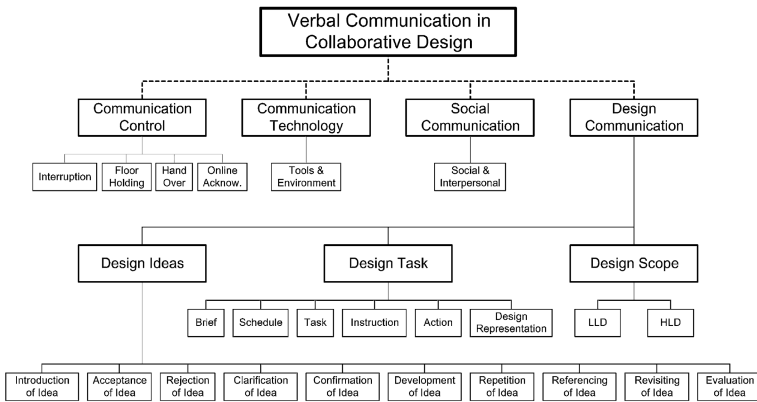 Verbal Communication in
Collaborative Design
Communication
Control
Communication
Technology
Social
Communication
Design
Communication
Interruption
Floor
Holding
Hand
Over
Online
Acknow.
Tools &
Environment
Social &
Interpersonal
Design Ideas
Design Task
Design Scope
Brief
Schedule
Task
Instruction
Action
Design
Representation
LLD
HLD
Introduction
of Idea
Acceptance
of Idea
Rejection
of Idea
Clarification
of Idea
Confirmation
of Idea
Development
of Idea
Repetition
of Idea
Referencing
of Idea
Revisiting
of Idea
Evaluation
of Idea